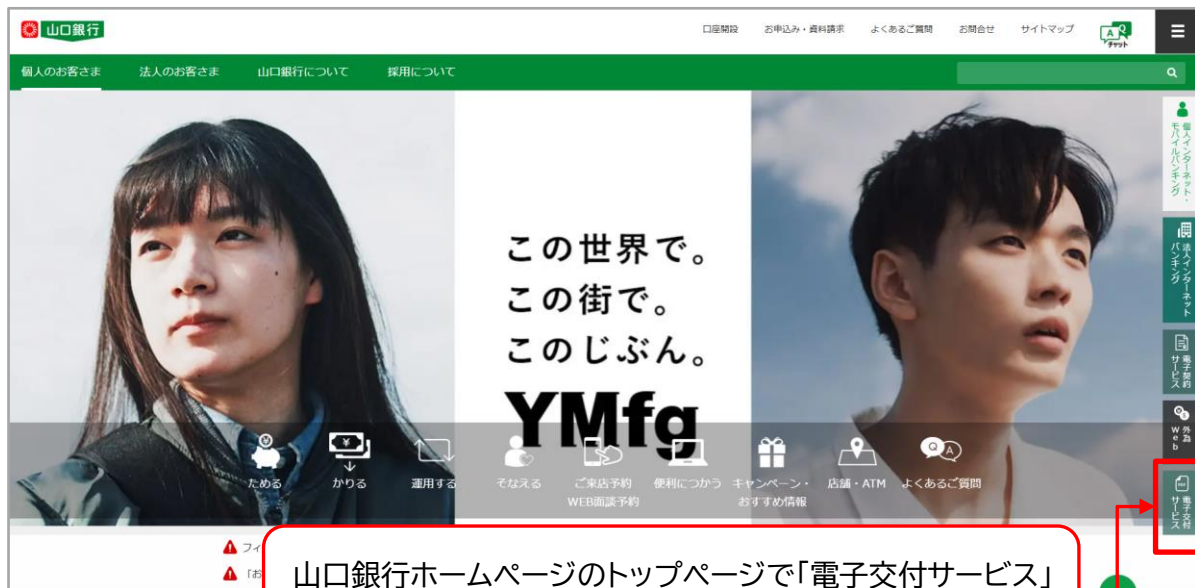 山口銀行
口座開設 お申込み・資料請求 よくあるご質問 お問合せ サイトマップ
A Q
チャット
個人のお客さま 法人のお客さま 山口銀行について 採用について
個人インターネット・
モバイルバンキング
法人インターネット
バンキング
電子契約
サービス
外為
Web
電子交付
サービス
この世界で。
この街で。
このじぶん。
YMfg
ためる
かりる
運用する
そなえる
ご来店予約
WEB面談予約
便利につかう
キャンペーン・
おすすめ情報
店舗・ATM
よくあるご質問
フィ
「お
山口銀行ホームページのトップページで「電子交付サービス」